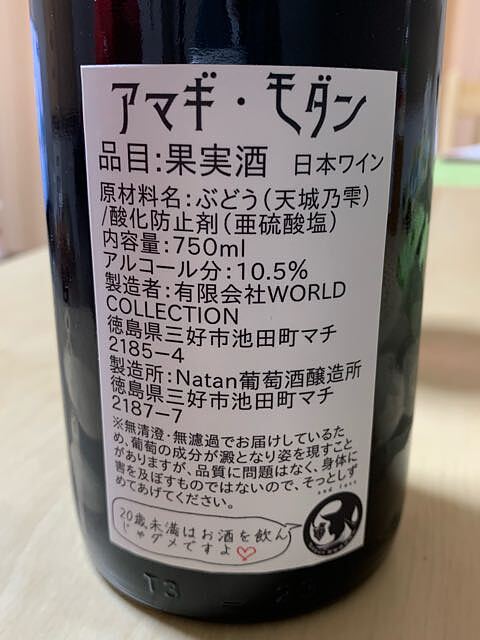 アマギ・モダン
品目:果実酒 日本ワイン
原材料名:ぶどう(天城乃雫)
/酸化防止剤(亜硫酸塩)
内容量:750ml
アルコール分:10.5%
製造者:有限会社WORLD
COLLECTION
徳島県三好市池田町マチ
2185-4
製造所:Natan葡萄酒醸造所
徳島県三好市池田町マチ
2187-7
※無清澄・無濾過でお届けしているた
め、葡萄の成分が澱となり姿を現すこと
がありますが、品質に問題はなく、身体に
害を及ぼすものではないので、そっとしず
めてあげてください。
20歳未満はお酒を飲ん
じゃダメですよ♡